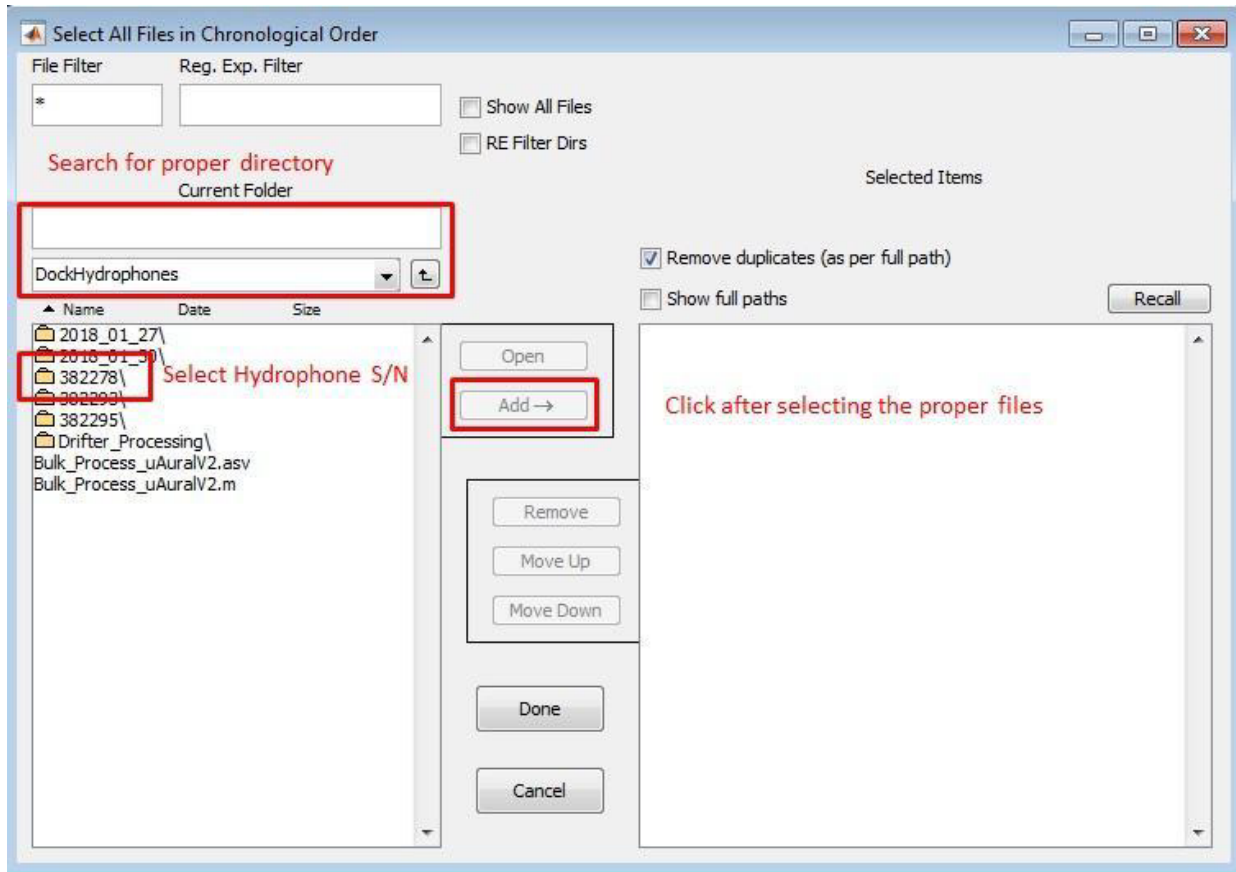 Select All Files in Chronological Order
File Filter Reg. Exp. Filter
*
Show All Files
RE Filter Dirs
Search for proper directory
Current Folder
Selected Items
DockHydrophones
Remove duplicates (as per full path)
Show full paths
Recall
Name Date Size
2018_01_27\
2018_01_30\
382278\
Select Hydrophone S/N
382293\
382295\
Drifter_Processing\
Bulk_Process_uAuralV2.asv
Bulk_Process_uAuralV2.m
Open
Add →
Click after selecting the proper files
Remove
Move Up
Move Down
Done
Cancel